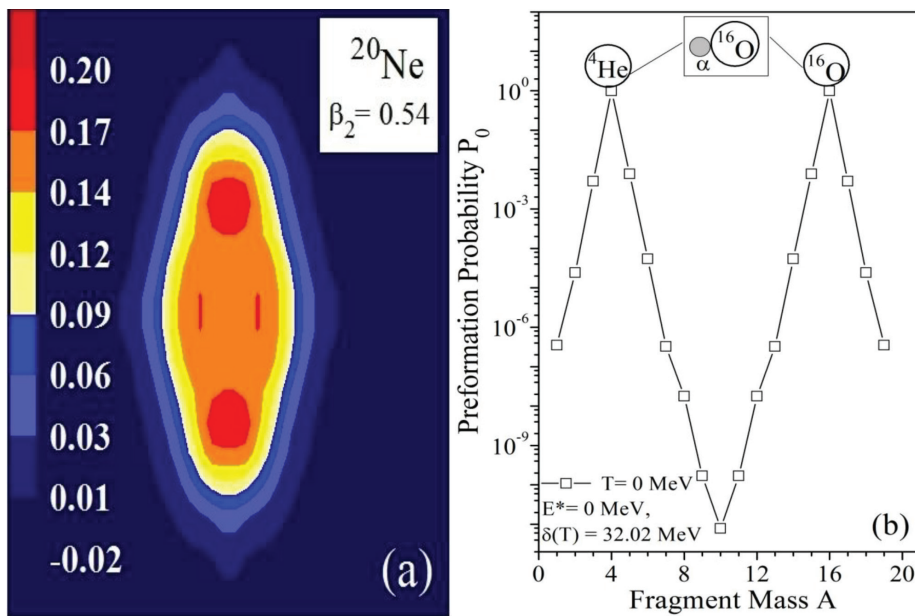 0.20
0.17
0.14
0.12
0.09
0.06
0.03
0.01
-0.02
²⁰Ne
β₂= 0.54
(a)
Preformation Probability P₀
10⁰
10⁻³
10⁻⁶
10⁻⁹
⁴He
α
¹⁶O
¹⁶O
T= 0 MeV
E*= 0 MeV,
δ(T) = 32.02 MeV
(b)
0 4 8 12 16 20
Fragment Mass A